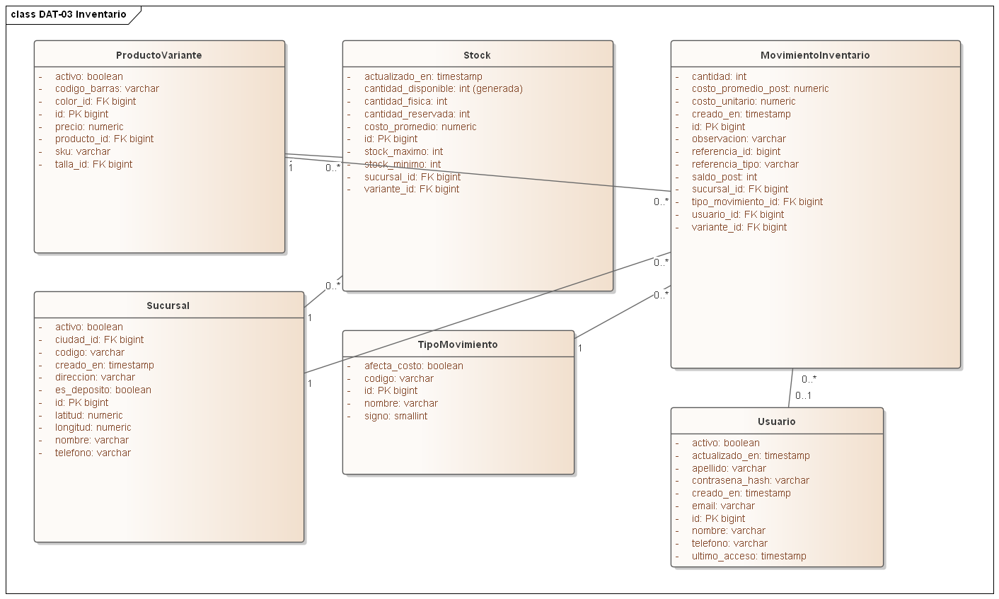 class DAT-03 Inventario
ProductoVariante
- activo: boolean
- codigo_barras: varchar
- color_id: FK bigint
- id: PK bigint
- precio: numeric
- producto_id: FK bigint
- sku: varchar
- talla_id: FK bigint
Stock
- actualizado_en: timestamp
- cantidad_disponible: int (generada)
- cantidad_fisica: int
- cantidad_reservada: int
- costo_promedio: numeric
- id: PK bigint
- stock_maximo: int
- stock_minimo: int
- sucursal_id: FK bigint
- variante_id: FK bigint
MovimientoInventario
- cantidad: int
- costo_promedio_post: numeric
- costo_unitario: numeric
- creado_en: timestamp
- id: PK bigint
- observacion: varchar
- referencia_id: bigint
- referencia_tipo: varchar
- saldo_post: int
- sucursal_id: FK bigint
- tipo_movimiento_id: FK bigint
- usuario_id: FK bigint
- variante_id: FK bigint
1
0..*
0..*
0..*
0..*
0..*
1
1
1
0..*
0..1
Sucursal
- activo: boolean
- ciudad_id: FK bigint
- codigo: varchar
- creado_en: timestamp
- direccion: varchar
- es_deposito: boolean
- id: PK bigint
- latitud: numeric
- longitud: numeric
- nombre: varchar
- telefono: varchar
TipoMovimiento
- afecta_costo: boolean
- codigo: varchar
- id: PK bigint
- nombre: varchar
- signo: smallint
Usuario
- activo: boolean
- actualizado_en: timestamp
- apellido: varchar
- contrasena_hash: varchar
- creado_en: timestamp
- email: varchar
- id: PK bigint
- nombre: varchar
- telefono: varchar
- ultimo_acceso: timestamp